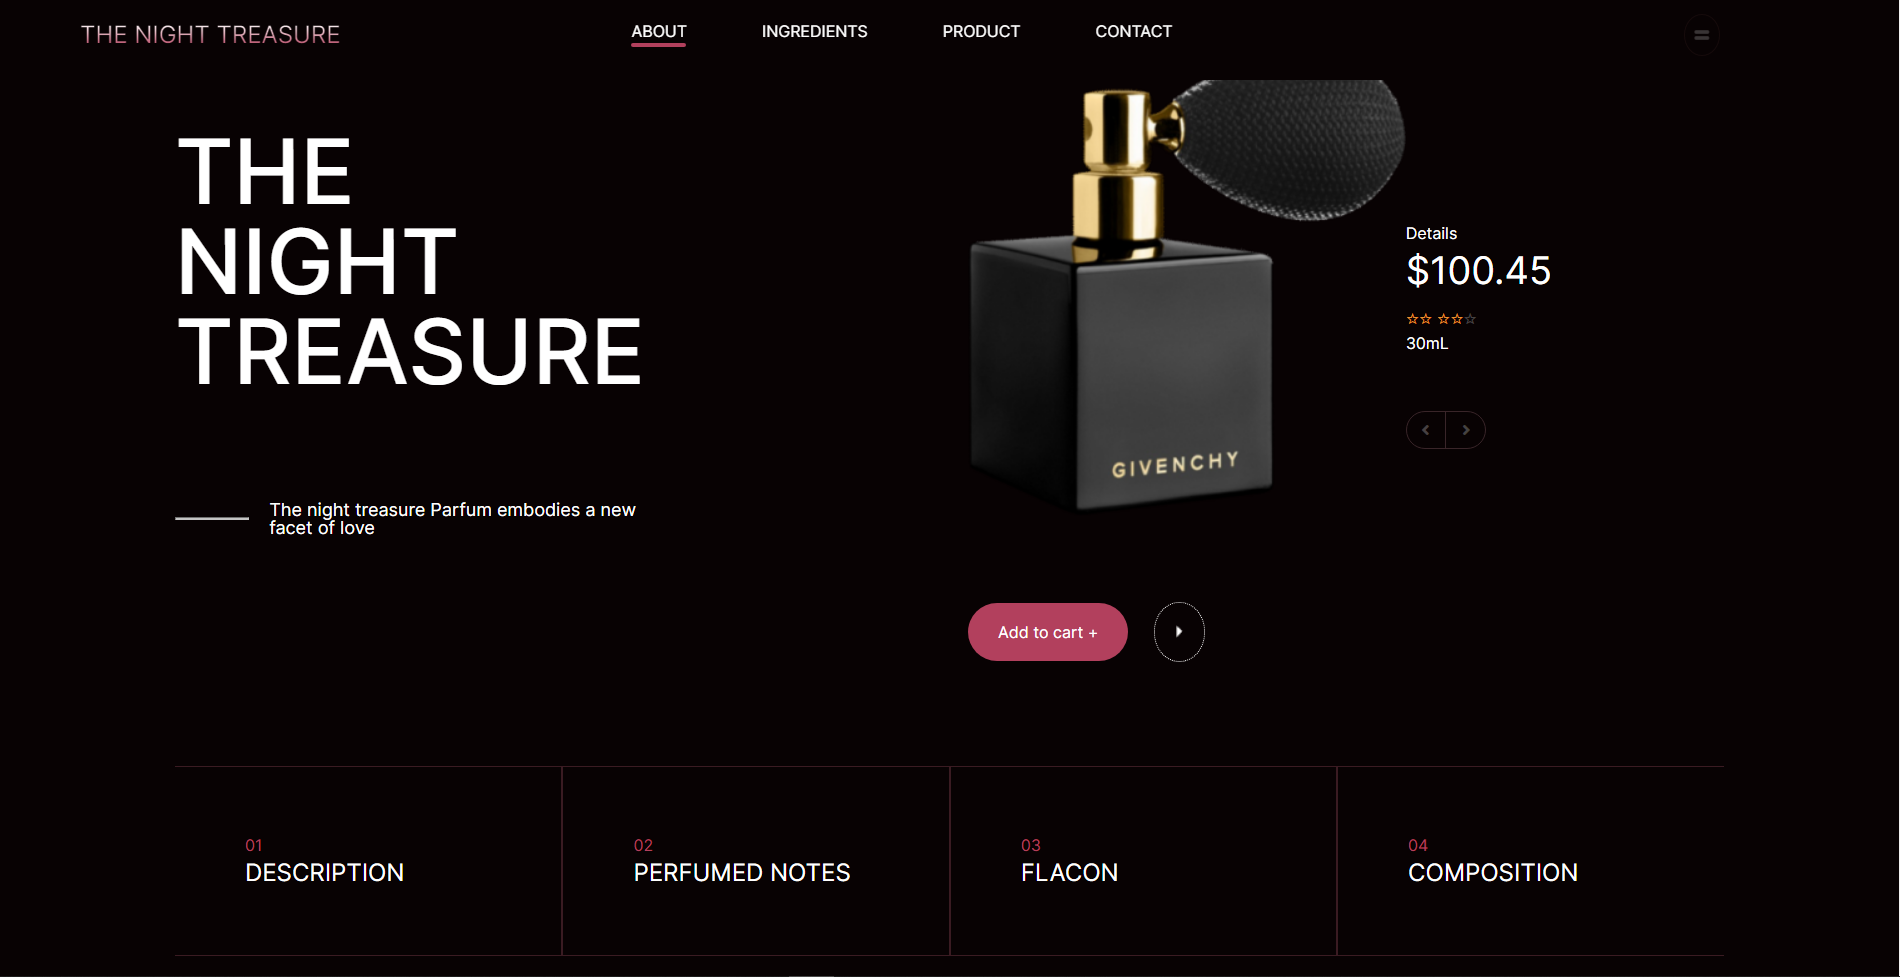 THE NIGHT TREASURE
ABOUT
INGREDIENTS
PRODUCT
CONTACT
THE
NIGHT
TREASURE
The night treasure Parfum embodies a new
facet of love
GIVENCHY
Details
$100.45
30mL
Add to cart +
01
DESCRIPTION
02
PERFUMED NOTES
03
FLACON
04
COMPOSITION